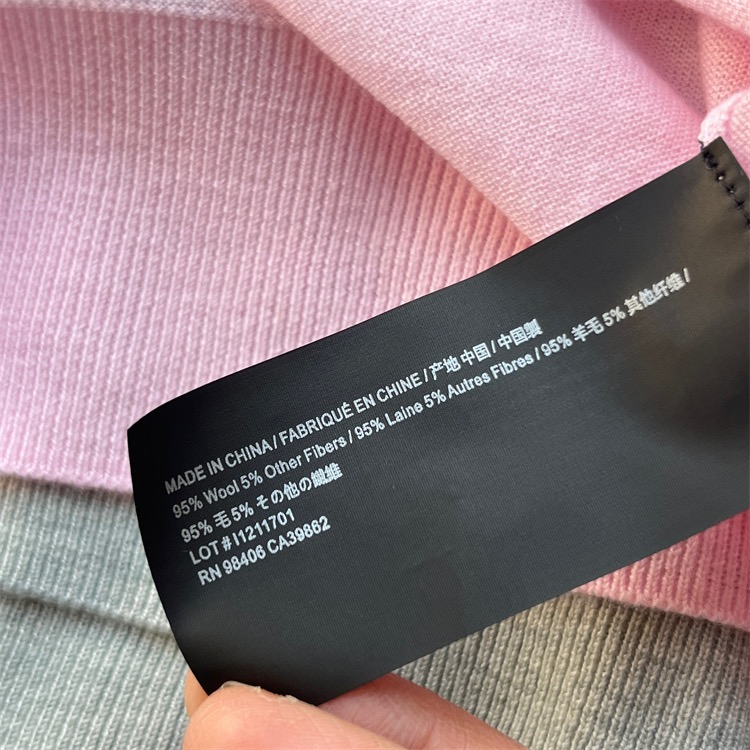 MADE IN CHINA / FABRIQUÉ EN CHINE / 产地 中国 / 中国製
95% Wool 5% Other Fibers / 95% Laine 5% Autres Fibres / 95% 羊毛 5% 其他纤维 /
95% 毛 5% その他の繊維
LOT # I1211701
RN 98406 CA39862